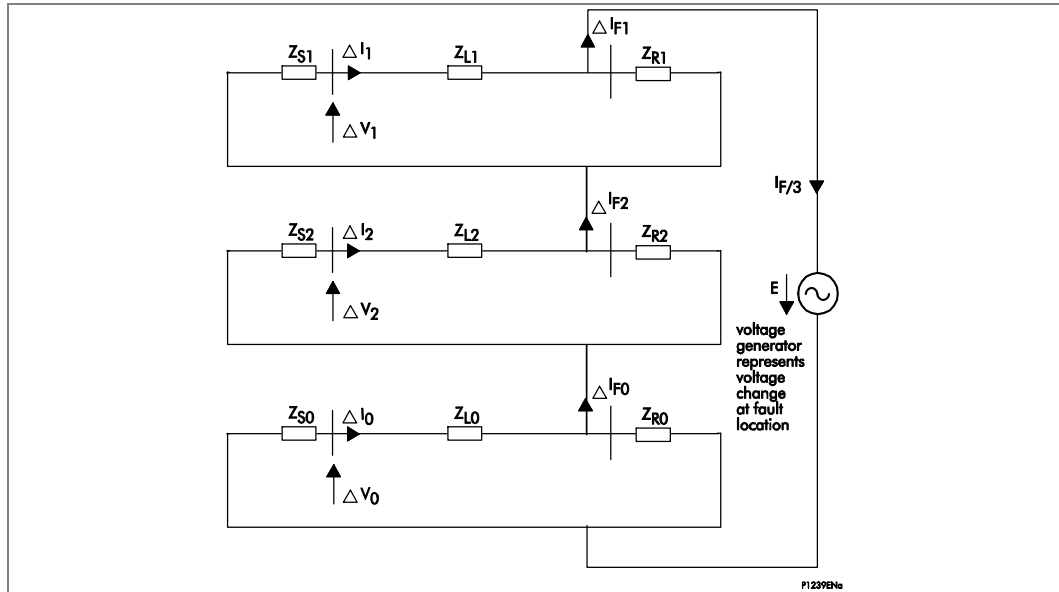 △ IF1
ZS1
△ I1
ZL1
ZR1
△ V1
IF/3
△ IF2
ZS2
△ I2
ZL2
ZR2
△ V2
E
voltage
generator
represents
voltage
change
at fault
location
△ IF0
ZS0
△ I0
ZL0
ZR0
△ V0
P1239ENa